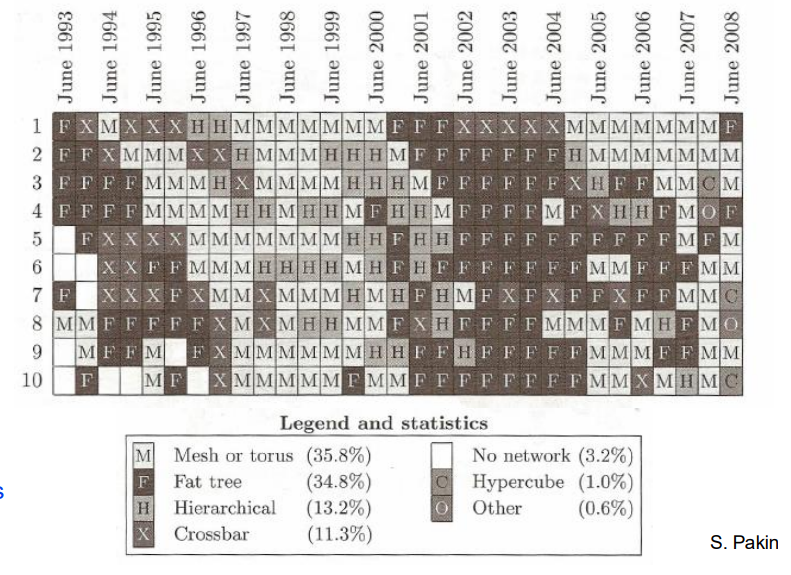 June 1993 June 1994 June 1995 June 1996 June 1997 June 1998 June 1999 June 2000 June 2001 June 2002 June 2003 June 2004 June 2005 June 2006 June 2007 June 2008
1 F X M X X X H H M M M M M M M F F F X X X X X M M M M M M M F
2 F F X M M M X X H M M M H H H M F F F F F F F H M M M M M M M
3 F F F F M M M H X M M M M H H H M F F F F F F X H F F M M C M
4 F F F F M M M M H H M H H M F H H M F F F F M F X H H F M O F
5 F X X X X M M M M M M M H H F H H F F F F F F F F F F M F M
6 X X F F M M M H H H H M H F H F F F F F F F M M F F F M M
7 F X X X F X M M X M M M H M H F H M F X F X F F X F F M M C
8 M M F F F F F X M X M H H M M F X H F F F F M M M F M H F M O
9 M F F M F X M M M M M M H H F F H F F F F F M M M F F M M
10 F M F X M M M M M F M M F F F F F F F F M M X M H M C
Legend and statistics
M Mesh or torus (35.8%) No network (3.2%)
F Fat tree (34.8%) C Hypercube (1.0%)
H Hierarchical (13.2%) O Other (0.6%)
X Crossbar (11.3%)
s
S. Pakin